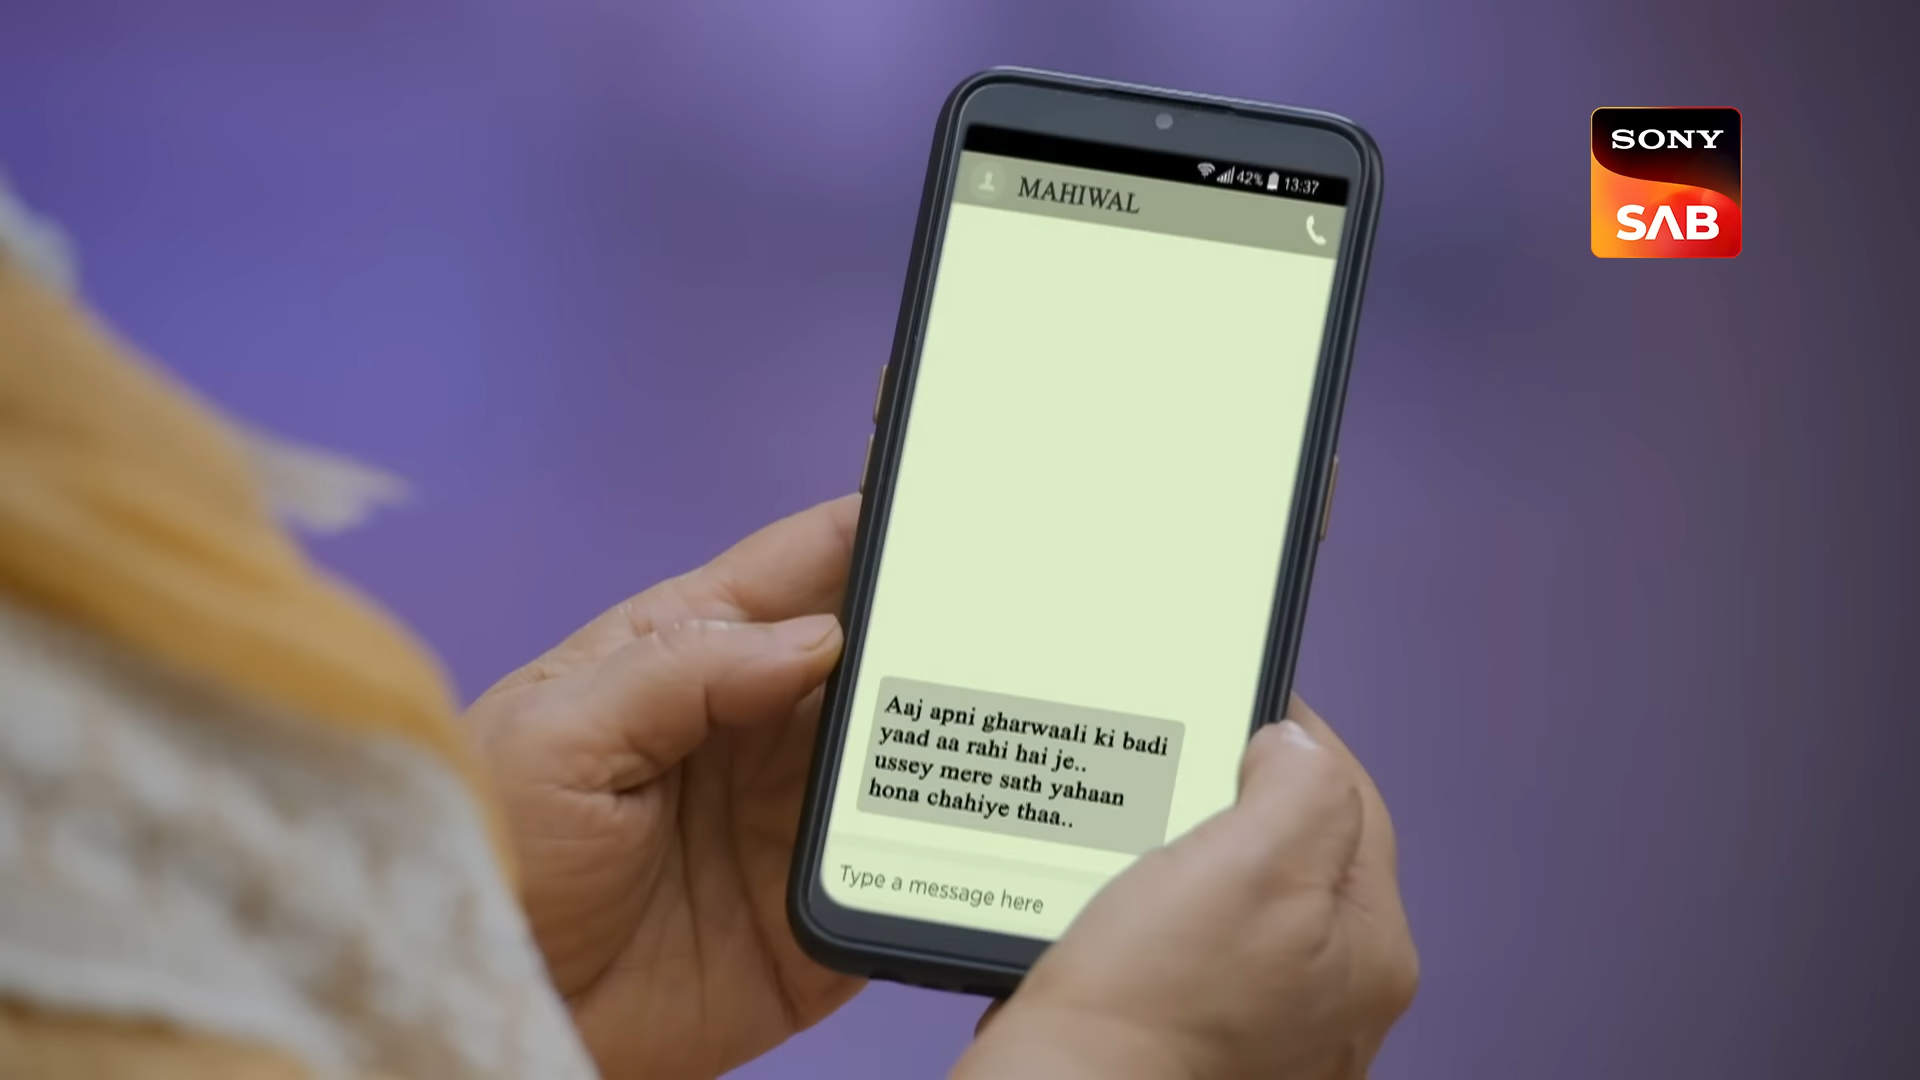 SONY
SAB
42% 13:37
MAHIWAL
Aaj apni gharwaali ki badi
yaad aa rahi hai je..
ussey mere sath yahaan
hona chahiye thaa..
Type a message here